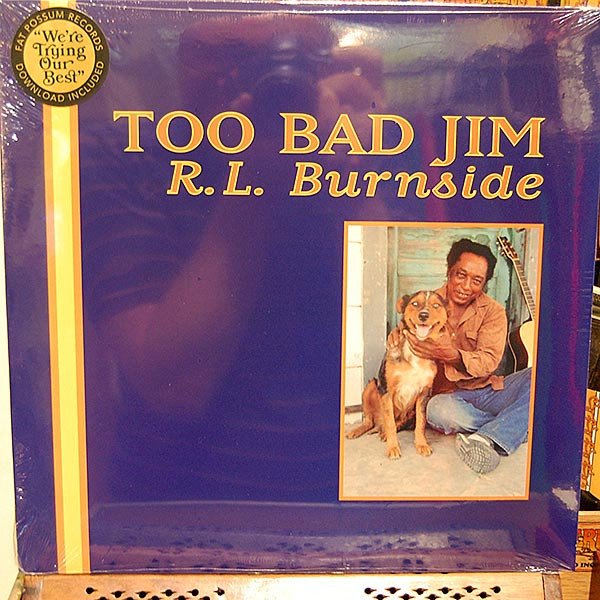 FAT POSSUM RECORDS
"We're
Trying
Our
Best"
DOWNLOAD INCLUDED
TOO BAD JIM
R.L. Burnside